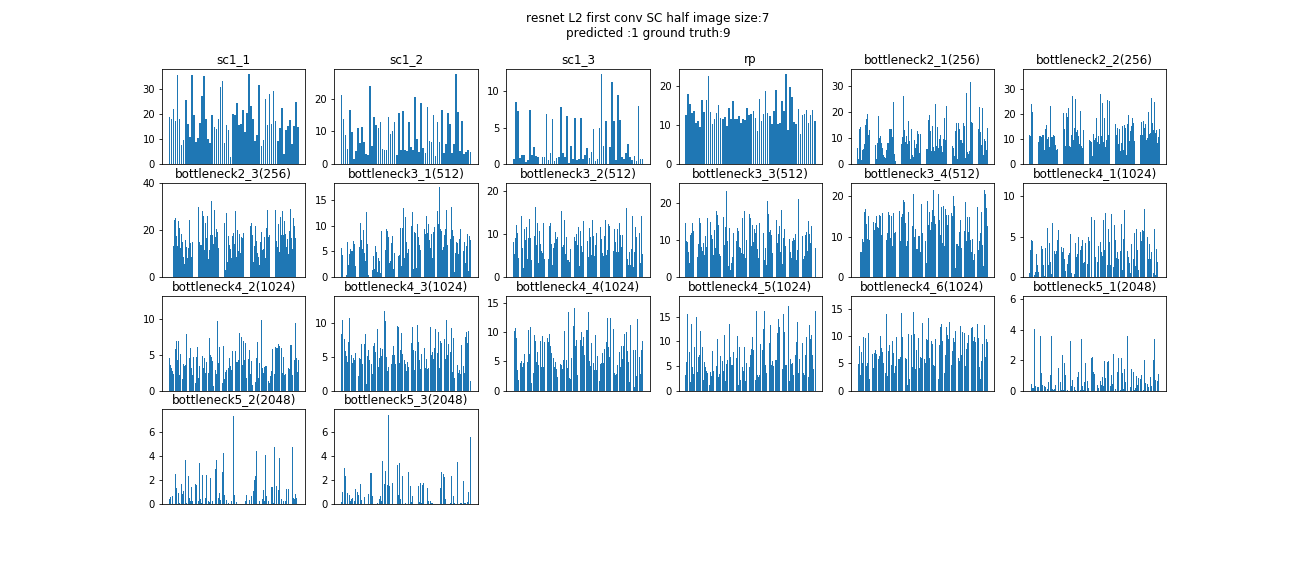 resnet L2 first conv SC half image size:7
predicted :1 ground truth:9
sc1_1 sc1_2 sc1_3 rp bottleneck2_1(256) bottleneck2_2(256)
30 20 10 0
20 10 0
10 5 0
20 10 0
30 20 10 0
30 20 10 0
bottleneck2_3(256) bottleneck3_1(512) bottleneck3_2(512) bottleneck3_3(512) bottleneck3_4(512) bottleneck4_1(1024)
40 20 0
15 10 5 0
20 10 0
20 10 0
20 10 0
10 5 0
bottleneck4_2(1024) bottleneck4_3(1024) bottleneck4_4(1024) bottleneck4_5(1024) bottleneck4_6(1024) bottleneck5_1(2048)
10 5 0
10 5 0
15 10 5 0
15 10 5 0
15 10 5 0
6 4 2 0
bottleneck5_2(2048) bottleneck5_3(2048)
6 4 2 0
6 4 2 0